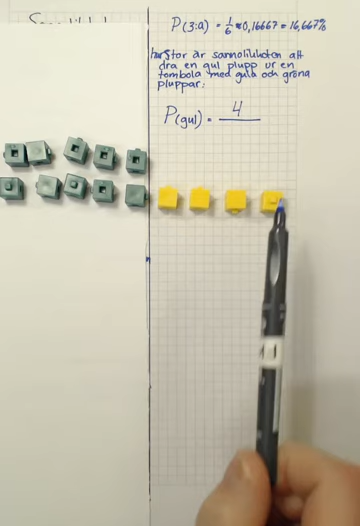 P(3:a) = 1/6 ≈ 0,16667 = 16,667%
hur stor är sannolikheten att
dra en gul plupp ur en
tombola med gula och gröna
pluppar:
P(gul) = 4